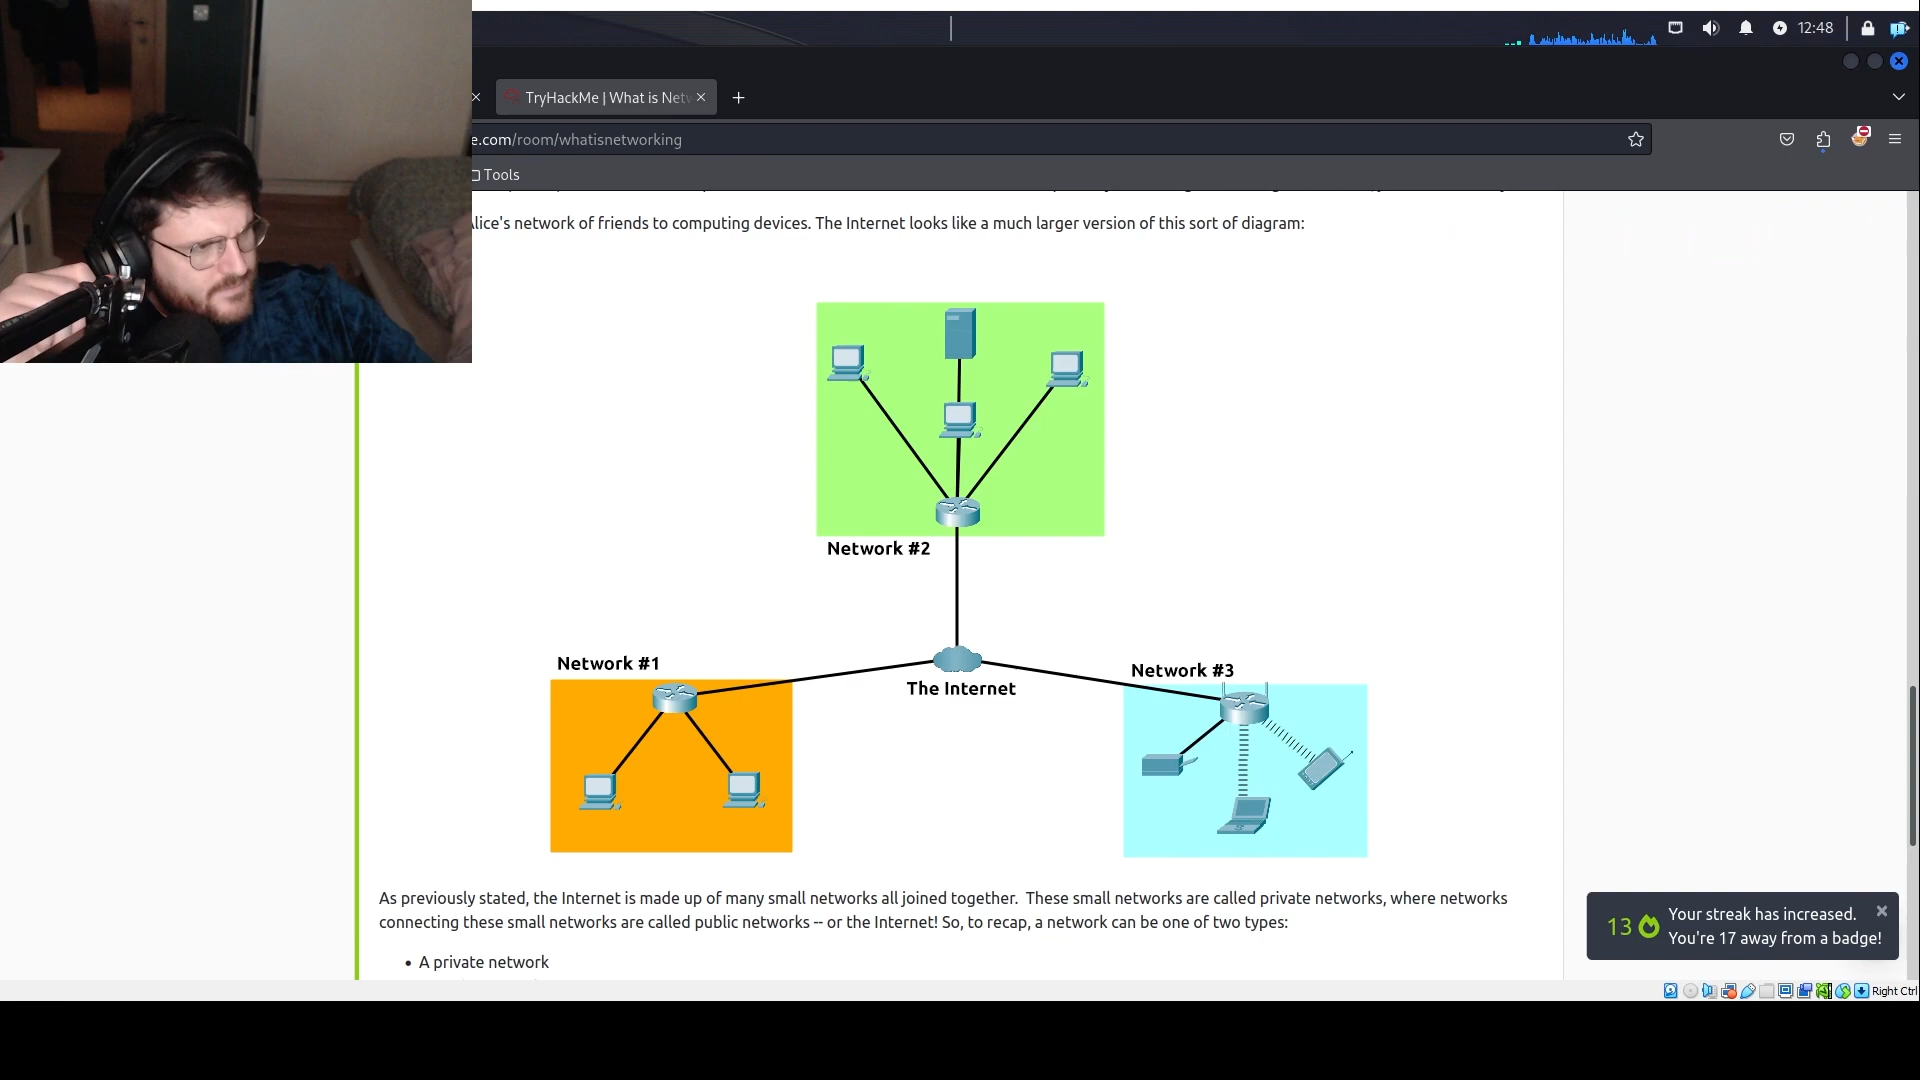 12:48
TryHackMe | What is Netw
e.com/room/whatisnetworking
Tools
lice's network of friends to computing devices. The Internet looks like a much larger version of this sort of diagram:
Network #2
Network #1
The Internet
Network #3
As previously stated, the Internet is made up of many small networks all joined together. These small networks are called private networks, where networks
connecting these small networks are called public networks -- or the Internet! So, to recap, a network can be one of two types:
• A private network
13
Your streak has increased.
You're 17 away from a badge!
Right Ctrl